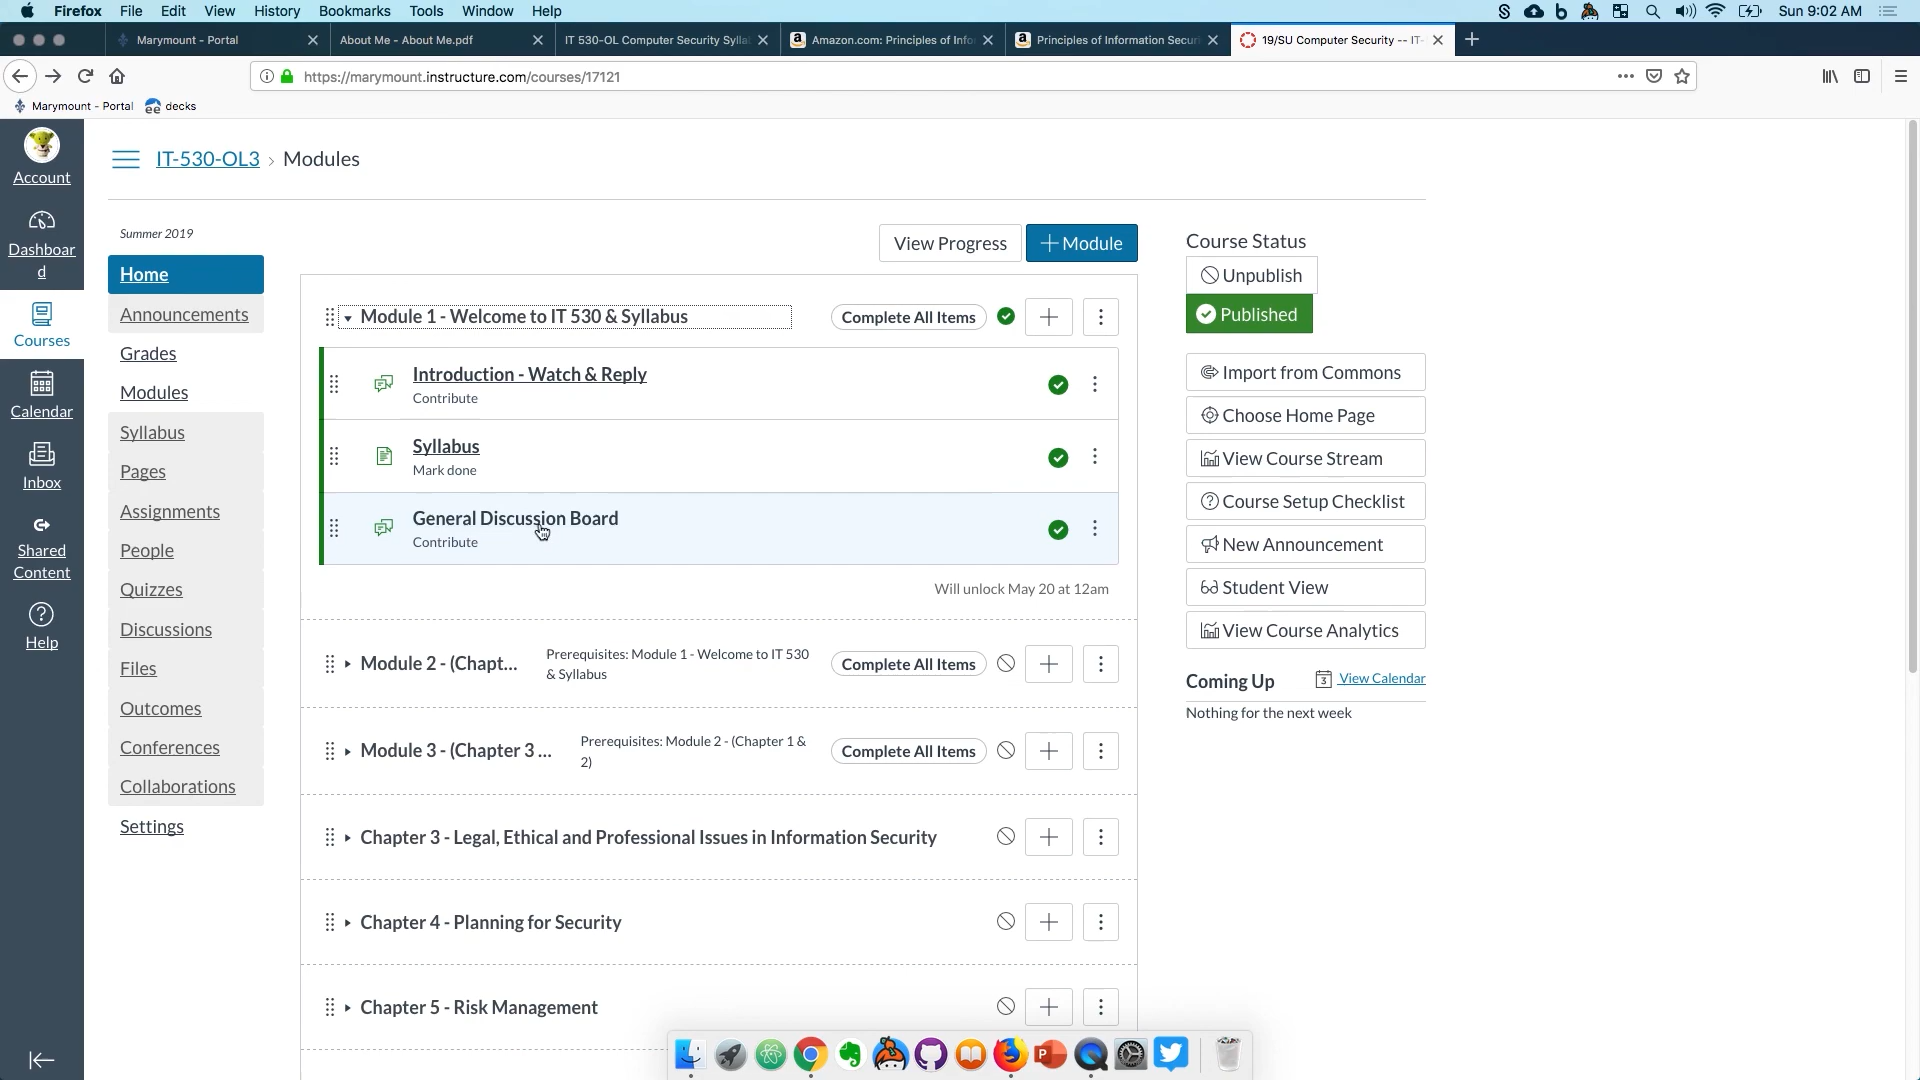 Firefox File Edit View History Bookmarks Tools Window Help Sun 9:02 AM
Marymount - Portal About Me - About Me.pdf IT 530-OL Computer Security Sylla Amazon.com: Principles of Info Principles of Information Securi 19/SU Computer Security -- IT-
https://marymount.instructure.com/courses/17121
Marymount - Portal decks
Account
Dashboar
d
Courses
Calendar
Inbox
Shared
Content
Help
IT-530-OL3 › Modules
Summer 2019
Home
Announcements
Grades
Modules
Syllabus
Pages
Assignments
People
Quizzes
Discussions
Files
Outcomes
Conferences
Collaborations
Settings
View Progress
Module
Module 1 - Welcome to IT 530 & Syllabus
Complete All Items
Introduction - Watch & Reply
Contribute
Syllabus
Mark done
General Discussion Board
Contribute
Will unlock May 20 at 12am
Module 2 - (Chapt...
Prerequisites: Module 1 - Welcome to IT 530
& Syllabus
Complete All Items
Module 3 - (Chapter 3 ...
Prerequisites: Module 2 - (Chapter 1 &
2)
Complete All Items
Chapter 3 - Legal, Ethical and Professional Issues in Information Security
Chapter 4 - Planning for Security
Chapter 5 - Risk Management
Course Status
Unpublish
Published
Import from Commons
Choose Home Page
View Course Stream
Course Setup Checklist
New Announcement
Student View
View Course Analytics
Coming Up
3 View Calendar
Nothing for the next week